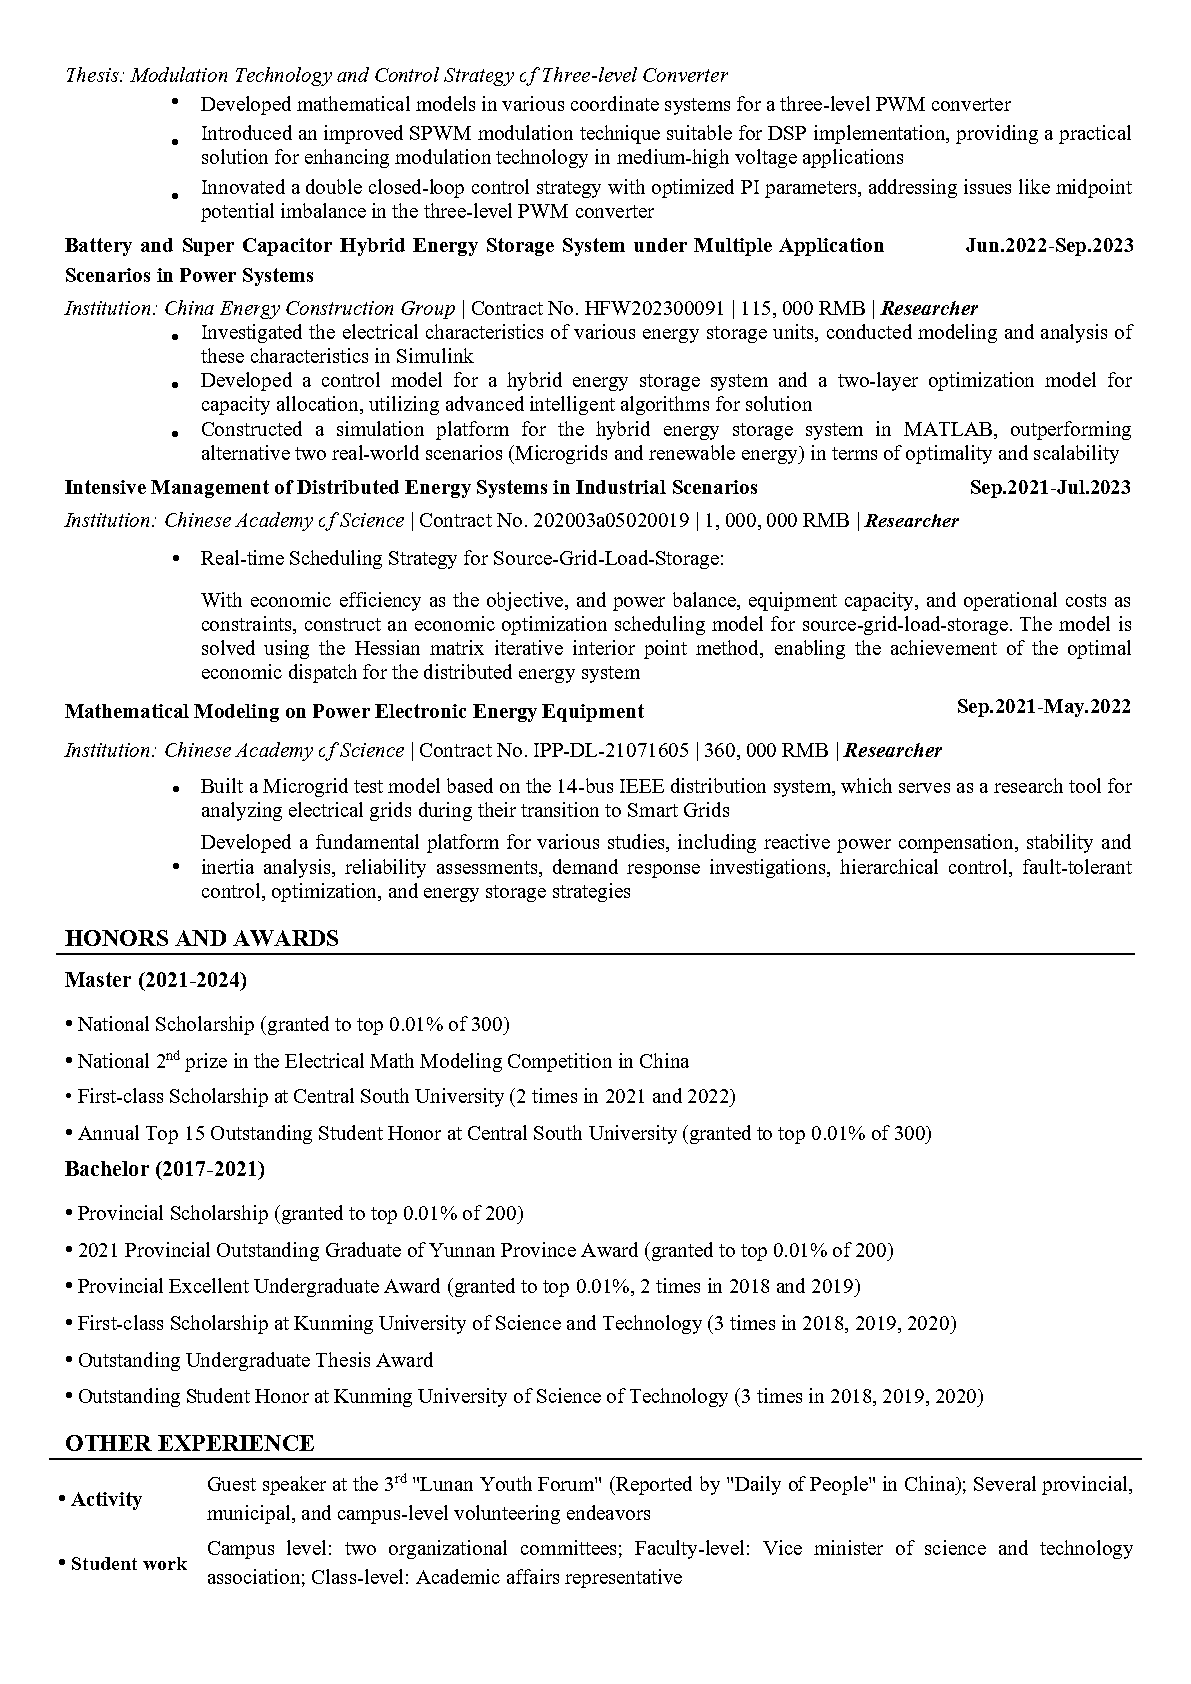 Thesis: Modulation Technology and Control Strategy of Three-level Converter
• Developed mathematical models in various coordinate systems for a three-level PWM converter
• Introduced an improved SPWM modulation technique suitable for DSP implementation, providing a practical
solution for enhancing modulation technology in medium-high voltage applications
• Innovated a double closed-loop control strategy with optimized PI parameters, addressing issues like midpoint
potential imbalance in the three-level PWM converter
Battery and Super Capacitor Hybrid Energy Storage System under Multiple Application Jun.2022-Sep.2023
Scenarios in Power Systems
Institution: China Energy Construction Group | Contract No. HFW202300091 | 115, 000 RMB | Researcher
• Investigated the electrical characteristics of various energy storage units, conducted modeling and analysis of
these characteristics in Simulink
• Developed a control model for a hybrid energy storage system and a two-layer optimization model for
capacity allocation, utilizing advanced intelligent algorithms for solution
• Constructed a simulation platform for the hybrid energy storage system in MATLAB, outperforming
alternative two real-world scenarios (Microgrids and renewable energy) in terms of optimality and scalability
Intensive Management of Distributed Energy Systems in Industrial Scenarios Sep.2021-Jul.2023
Institution: Chinese Academy of Science | Contract No. 202003a05020019 | 1, 000, 000 RMB | Researcher
• Real-time Scheduling Strategy for Source-Grid-Load-Storage:
With economic efficiency as the objective, and power balance, equipment capacity, and operational costs as
constraints, construct an economic optimization scheduling model for source-grid-load-storage. The model is
solved using the Hessian matrix iterative interior point method, enabling the achievement of the optimal
economic dispatch for the distributed energy system
Mathematical Modeling on Power Electronic Energy Equipment Sep.2021-May.2022
Institution: Chinese Academy of Science | Contract No. IPP-DL-21071605 | 360, 000 RMB | Researcher
• Built a Microgrid test model based on the 14-bus IEEE distribution system, which serves as a research tool for
analyzing electrical grids during their transition to Smart Grids
Developed a fundamental platform for various studies, including reactive power compensation, stability and
• inertia analysis, reliability assessments, demand response investigations, hierarchical control, fault-tolerant
control, optimization, and energy storage strategies
HONORS AND AWARDS
Master (2021-2024)
• National Scholarship (granted to top 0.01% of 300)
• National 2nd prize in the Electrical Math Modeling Competition in China
• First-class Scholarship at Central South University (2 times in 2021 and 2022)
• Annual Top 15 Outstanding Student Honor at Central South University (granted to top 0.01% of 300)
Bachelor (2017-2021)
• Provincial Scholarship (granted to top 0.01% of 200)
• 2021 Provincial Outstanding Graduate of Yunnan Province Award (granted to top 0.01% of 200)
• Provincial Excellent Undergraduate Award (granted to top 0.01%, 2 times in 2018 and 2019)
• First-class Scholarship at Kunming University of Science and Technology (3 times in 2018, 2019, 2020)
• Outstanding Undergraduate Thesis Award
• Outstanding Student Honor at Kunming University of Science of Technology (3 times in 2018, 2019, 2020)
OTHER EXPERIENCE
• Activity Guest speaker at the 3rd "Lunan Youth Forum" (Reported by "Daily of People" in China); Several provincial,
municipal, and campus-level volunteering endeavors
• Student work Campus level: two organizational committees; Faculty-level: Vice minister of science and technology
association; Class-level: Academic affairs representative